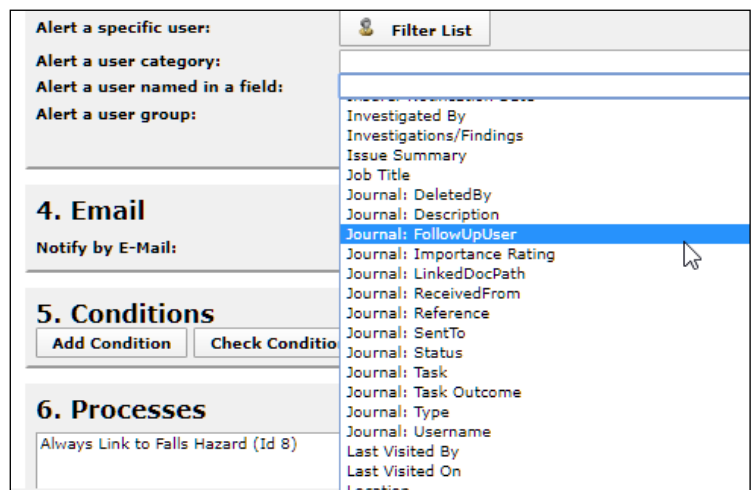 Alert a specific user:
Filter List
Alert a user category:
Alert a user named in a field:
Alert a user group:
Investigated By
Investigations/Findings
Issue Summary
Job Title
Journal: DeletedBy
Journal: Description
Journal: FollowUpUser
Journal: Importance Rating
Journal: LinkedDocPath
Journal: ReceivedFrom
Journal: Reference
Journal: SentTo
Journal: Status
Journal: Task
Journal: Task Outcome
Journal: Type
Journal: Username
Last Visited By
Last Visited On
4. Email
Notify by E-Mail:
5. Conditions
Add Condition
Check Conditio
6. Processes
Always Link to Falls Hazard (Id 8)